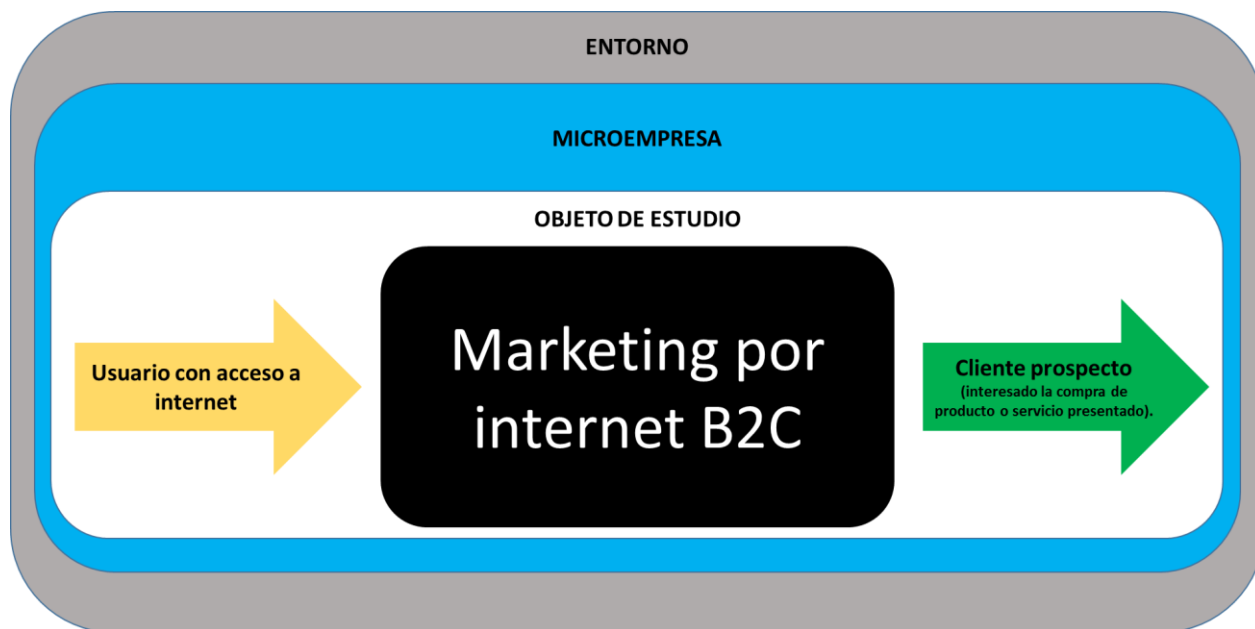 ENTORNO
MICROEMPRESA
OBJETO DE ESTUDIO
Usuario con acceso a
internet
Marketing por
internet B2C
Cliente prospecto
(interesado la compra de
producto o servicio presentado).